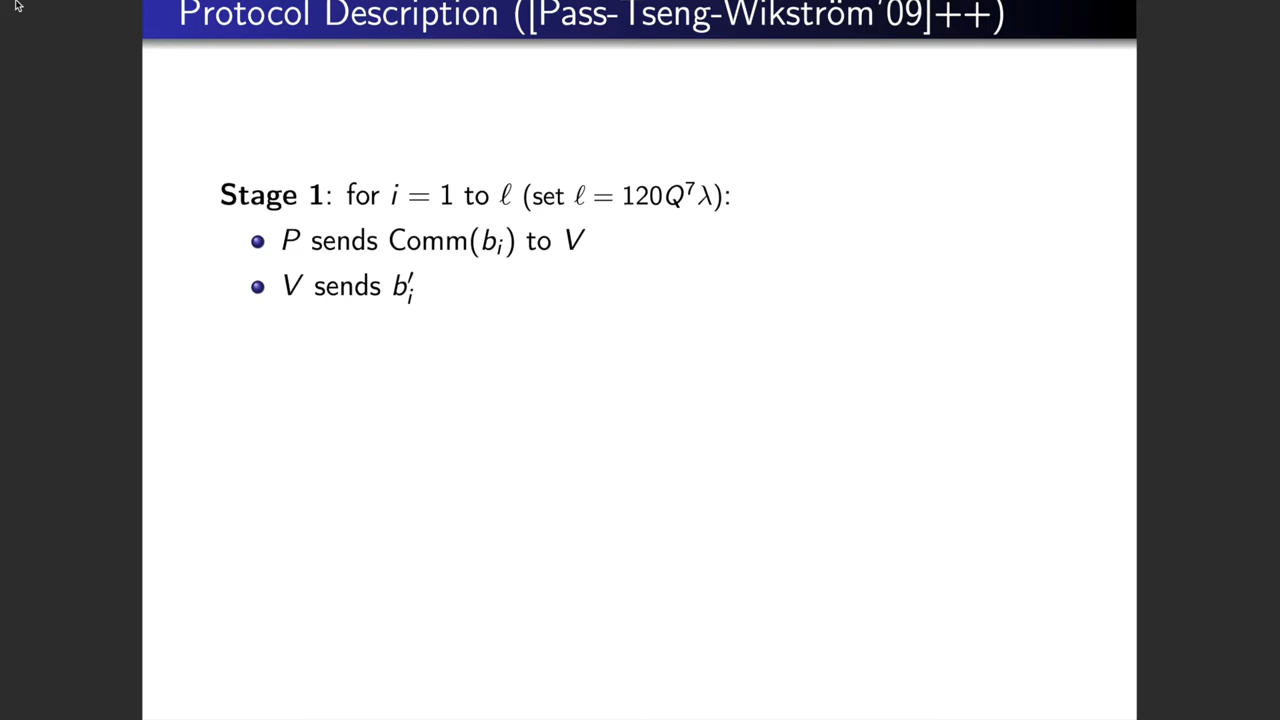 Protocol Description ([Pass-Tseng-Wikström'09]++)
Stage 1: for i = 1 to ℓ (set ℓ = 120Q⁷λ):
P sends Comm(bᵢ) to V
V sends b′ᵢ